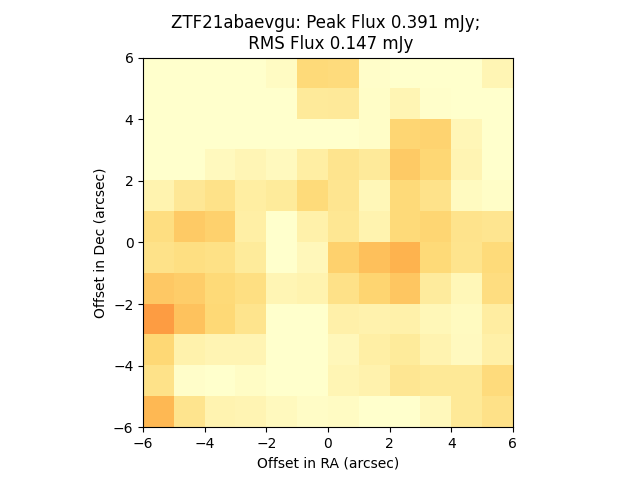 ZTF21abaevgu: Peak Flux 0.391 mJy;
RMS Flux 0.147 mJy
6
4
2
0
−2
−4
−6
Offset in Dec (arcsec)
−6 −4 −2 0 2 4 6
Offset in RA (arcsec)